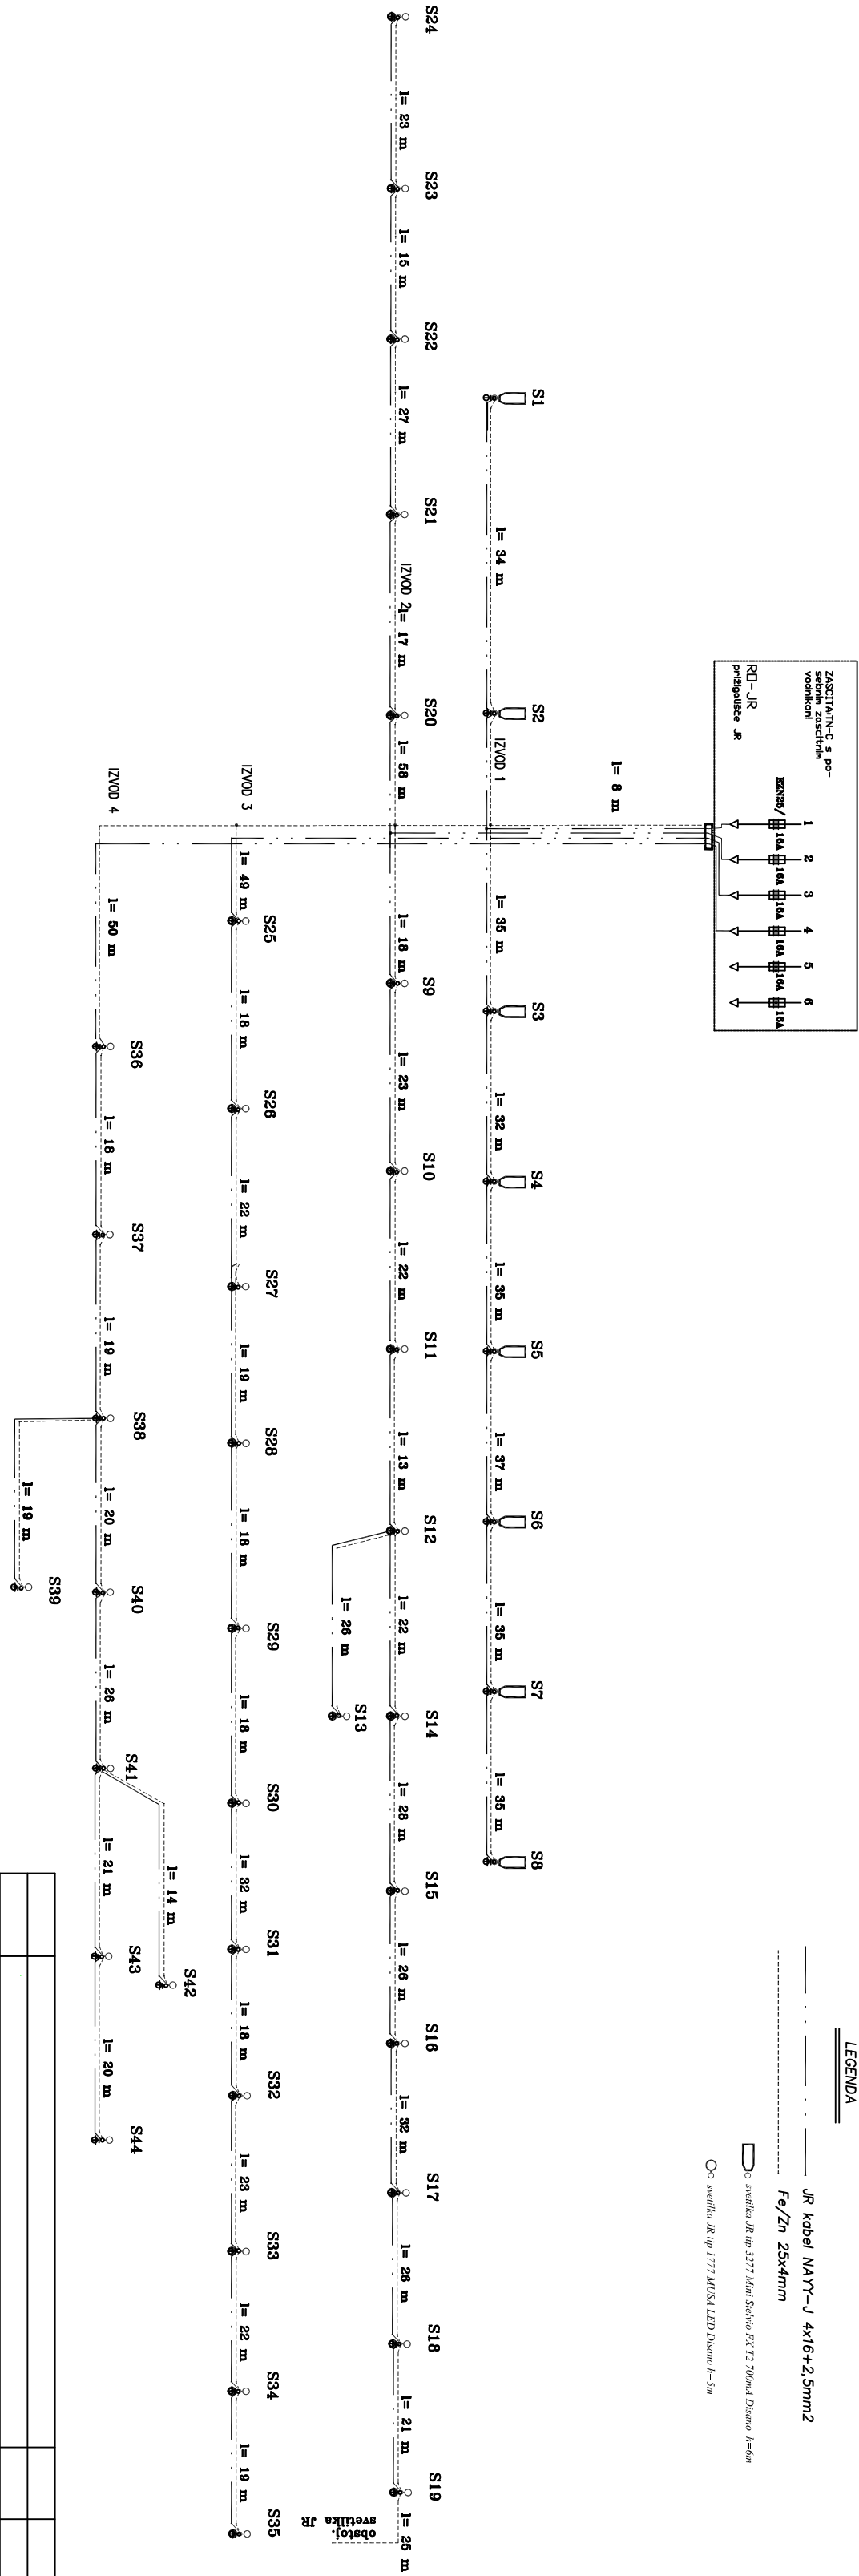 ZASCITA:TN-C s po-
sebnim zascitnim
vodnikom
RO-JR
prižigališče JR
EZN25/
1
2
3
4
5
6
16A
16A
16A
16A
16A
16A
l= 8 m
LEGENDA
JR kabel NAYY-J 4x16+2,5mm2
Fe/Zn 25x4mm
svetilka JR tip 3277 Mini Stelvio FX T2 700mA Disano h=6m
svetilka JR tip 1777 MUSA LED Disano h=5m
IZVOD 1
S1
l= 34 m
S2
l= 35 m
S3
l= 32 m
S4
l= 35 m
S5
l= 37 m
S6
l= 35 m
S7
l= 35 m
S8
IZVOD 2
S24
l= 23 m
S23
l= 15 m
S22
l= 27 m
S21
l= 17 m
S20
l= 58 m
l= 18 m
S9
l= 23 m
S10
l= 22 m
S11
l= 13 m
S12
l= 26 m
S13
l= 22 m
S14
l= 28 m
S15
l= 26 m
S16
l= 32 m
S17
l= 26 m
S18
l= 21 m
S19
l= 25 m
obstoj.
svetilka JR
IZVOD 3
l= 49 m
S25
l= 18 m
S26
l= 22 m
S27
l= 19 m
S28
l= 18 m
S29
l= 18 m
S30
l= 32 m
S31
l= 18 m
S32
l= 23 m
S33
l= 22 m
S34
l= 19 m
S35
IZVOD 4
l= 50 m
S36
l= 18 m
S37
l= 19 m
S38
l= 19 m
S39
l= 20 m
S40
l= 26 m
S41
l= 14 m
S42
l= 21 m
S43
l= 20 m
S44